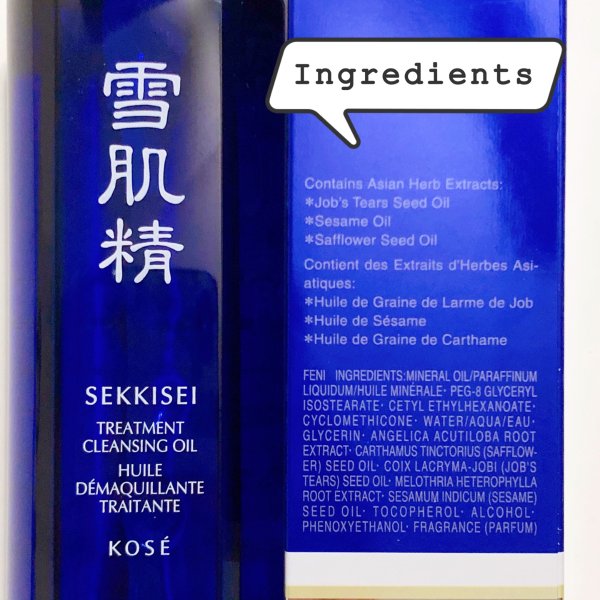 雪肌精
SEKKISEI
TREATMENT
CLEANSING OIL
HUILE
DÉMAQUILLANTE
TRAITANTE
KOSÉ
Ingredients
Contains Asian Herb Extracts:
*Job's Tears Seed Oil
*Sesame Oil
*Safflower Seed Oil
Contient des Extraits d'Herbes Asi-
atiques:
*Huile de Graine de Larme de Job
*Huile de Sésame
*Huile de Graine de Carthame
FENI INGREDIENTS:MINERAL OIL/PARAFFINUM
LIQUIDUM/HUILE MINÉRALE· PEG-8 GLYCERYL
ISOSTEARATE· CETYL ETHYLHEXANOATE·
CYCLOMETHICONE· WATER/AQUA/EAU·
GLYCERIN· ANGELICA ACUTILOBA ROOT
EXTRACT· CARTHAMUS TINCTORIUS (SAFFLOW-
ER) SEED OIL· COIX LACRYMA-JOBI (JOB'S
TEARS) SEED OIL· MELOTHRIA HETEROPHYLLA
ROOT EXTRACT· SESAMUM INDICUM (SESAME)
SEED OIL· TOCOPHEROL· ALCOHOL·
PHENOXYETHANOL· FRAGRANCE (PARFUM)